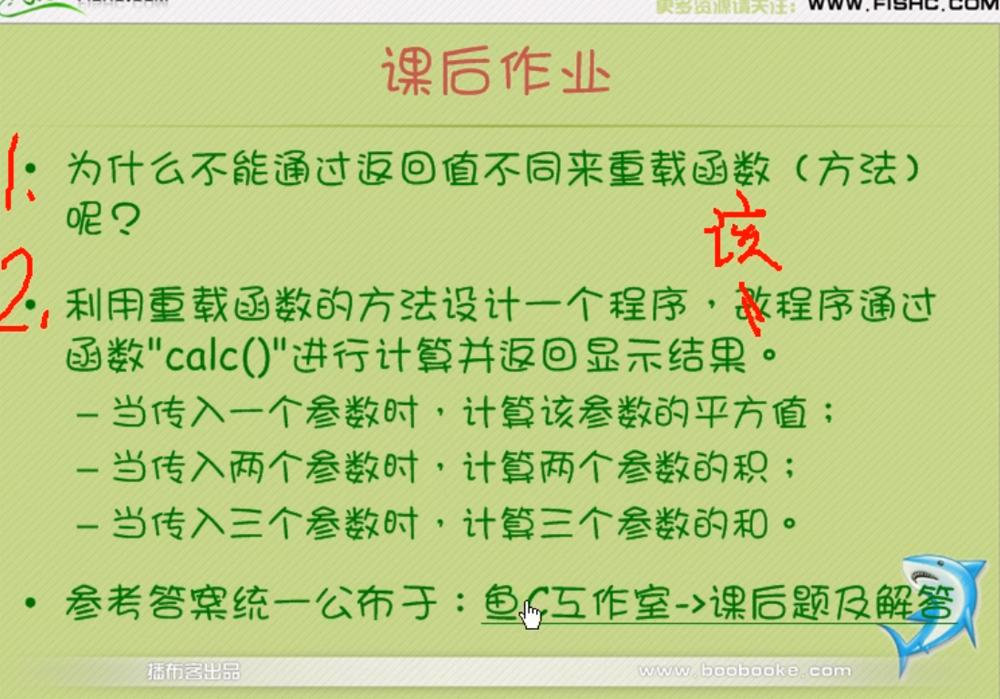 更多资源请关注: WWW.FISHC.COM
课后作业
1.
• 为什么不能通过返回值不同来重载函数（方法）
呢？
该
2.
• 利用重载函数的方法设计一个程序，改程序通过
函数"calc()"进行计算并返回显示结果。
– 当传入一个参数时，计算该参数的平方值；
– 当传入两个参数时，计算两个参数的积；
– 当传入三个参数时，计算三个参数的和。
• 参考答案统一公布于：鱼C工作室->课后题及解答
播布客出品
www.boobooke.com